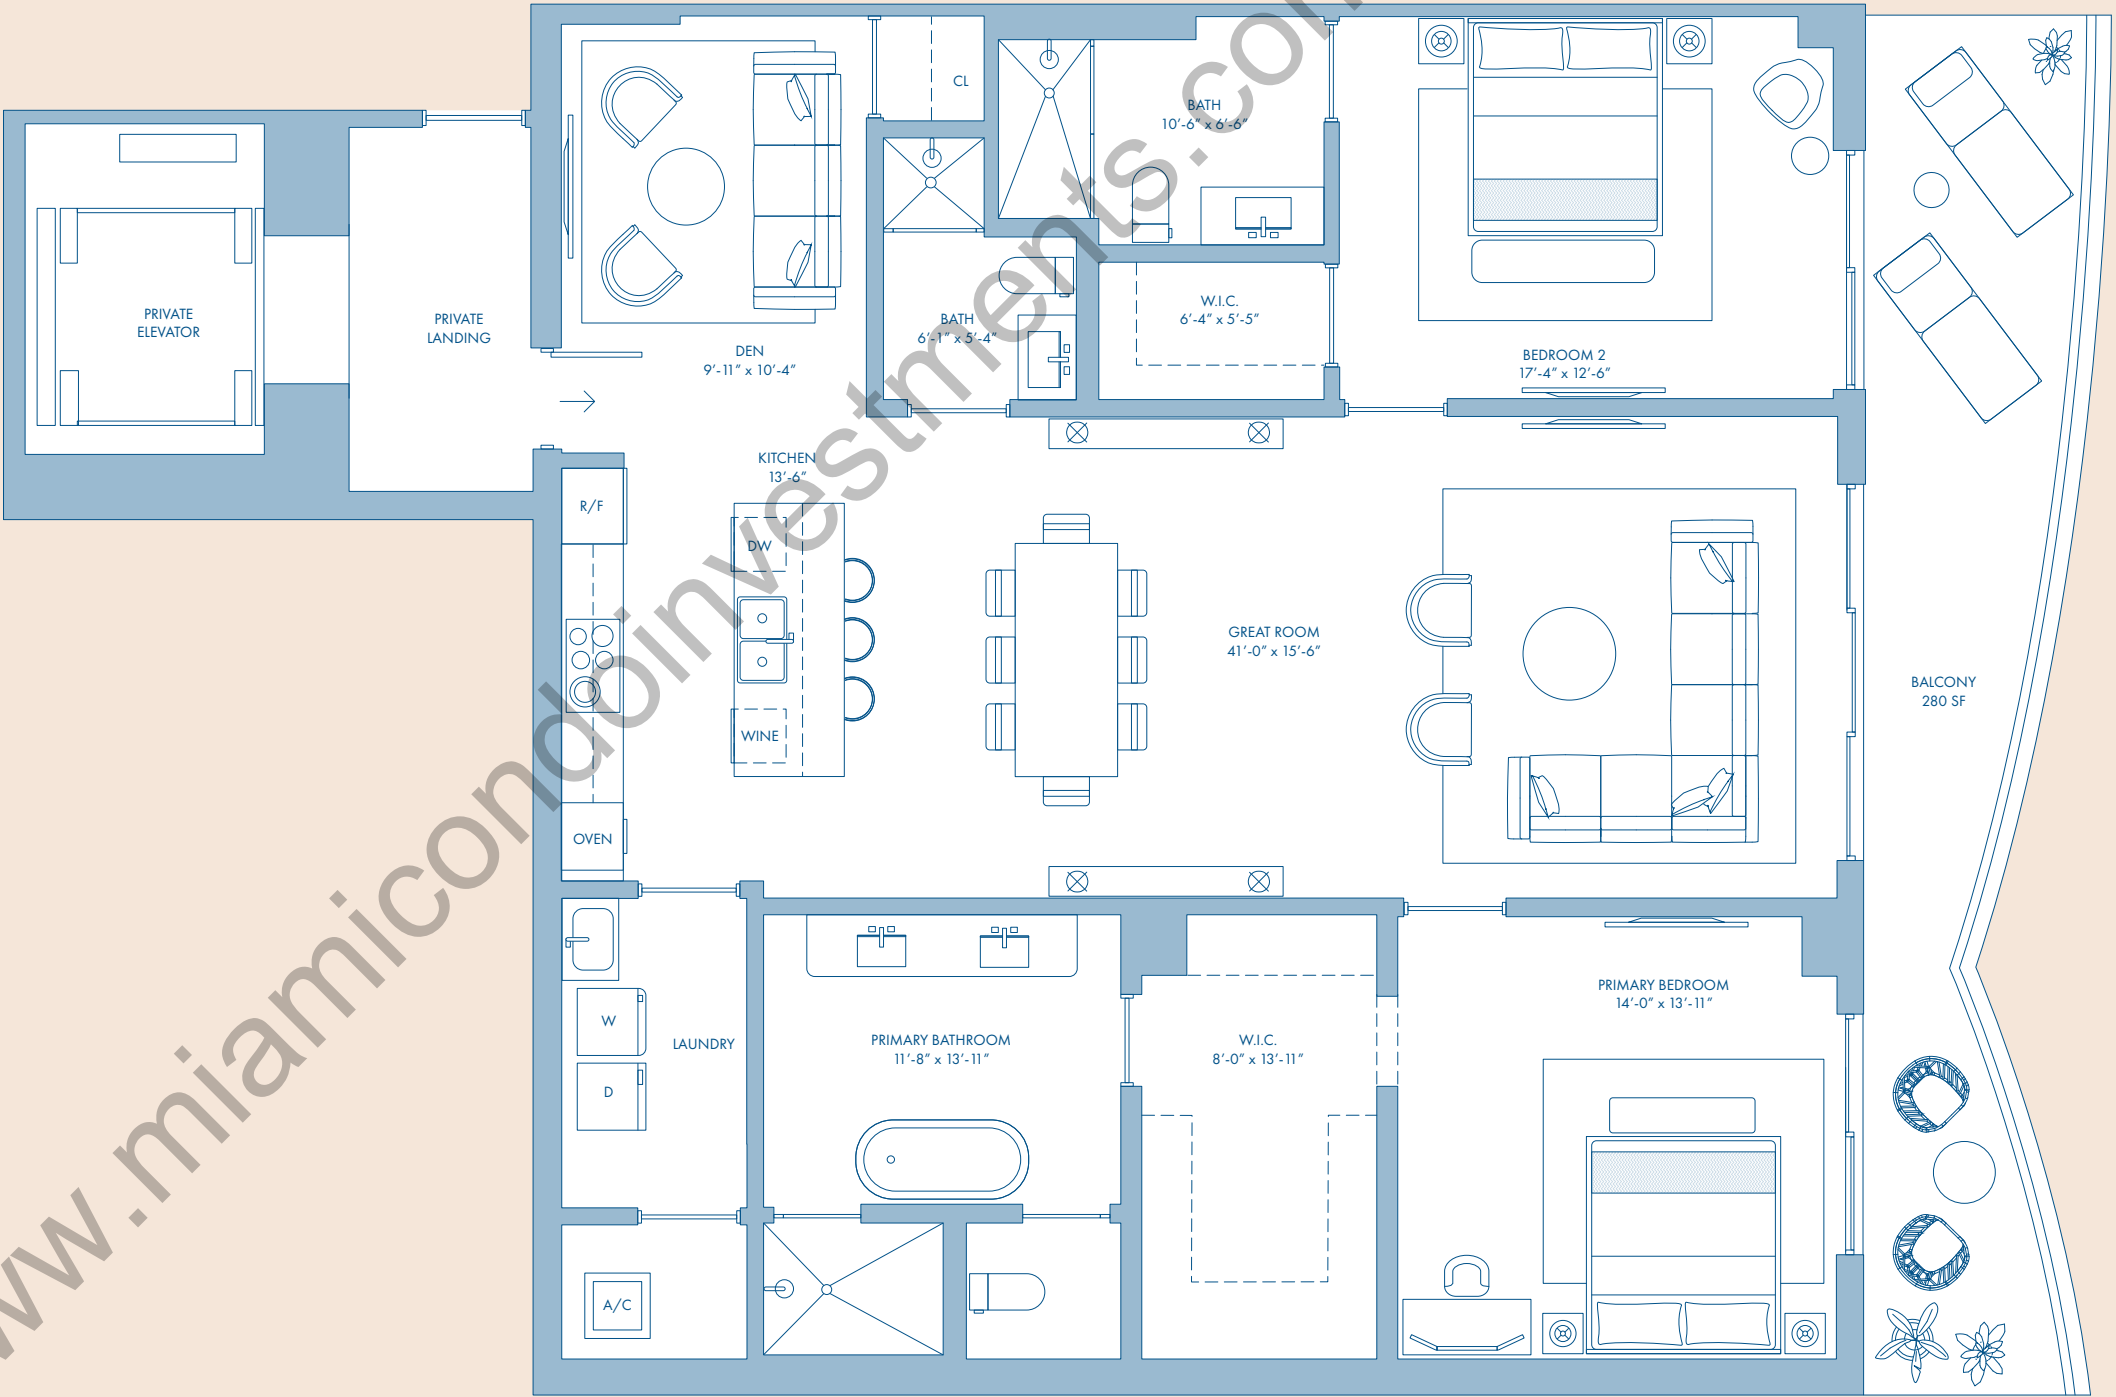 CL
BATH
10'-6" x 6'-6"
PRIVATE
ELEVATOR
PRIVATE
LANDING
DEN
9'-11" x 10'-4"
BATH
6'-1" x 5'-4"
W.I.C.
6'-4" x 5'-5"
BEDROOM 2
17'-4" x 12'-6"
KITCHEN
13'-6"
R/F
DW
WINE
OVEN
GREAT ROOM
41'-0" x 15'-6"
BALCONY
280 SF
W
D
LAUNDRY
A/C
PRIMARY BATHROOM
11'-8" x 13'-11"
W.I.C.
8'-0" x 13'-11"
PRIMARY BEDROOM
14'-0" x 13'-11"
www.miamicondoinvestments.com